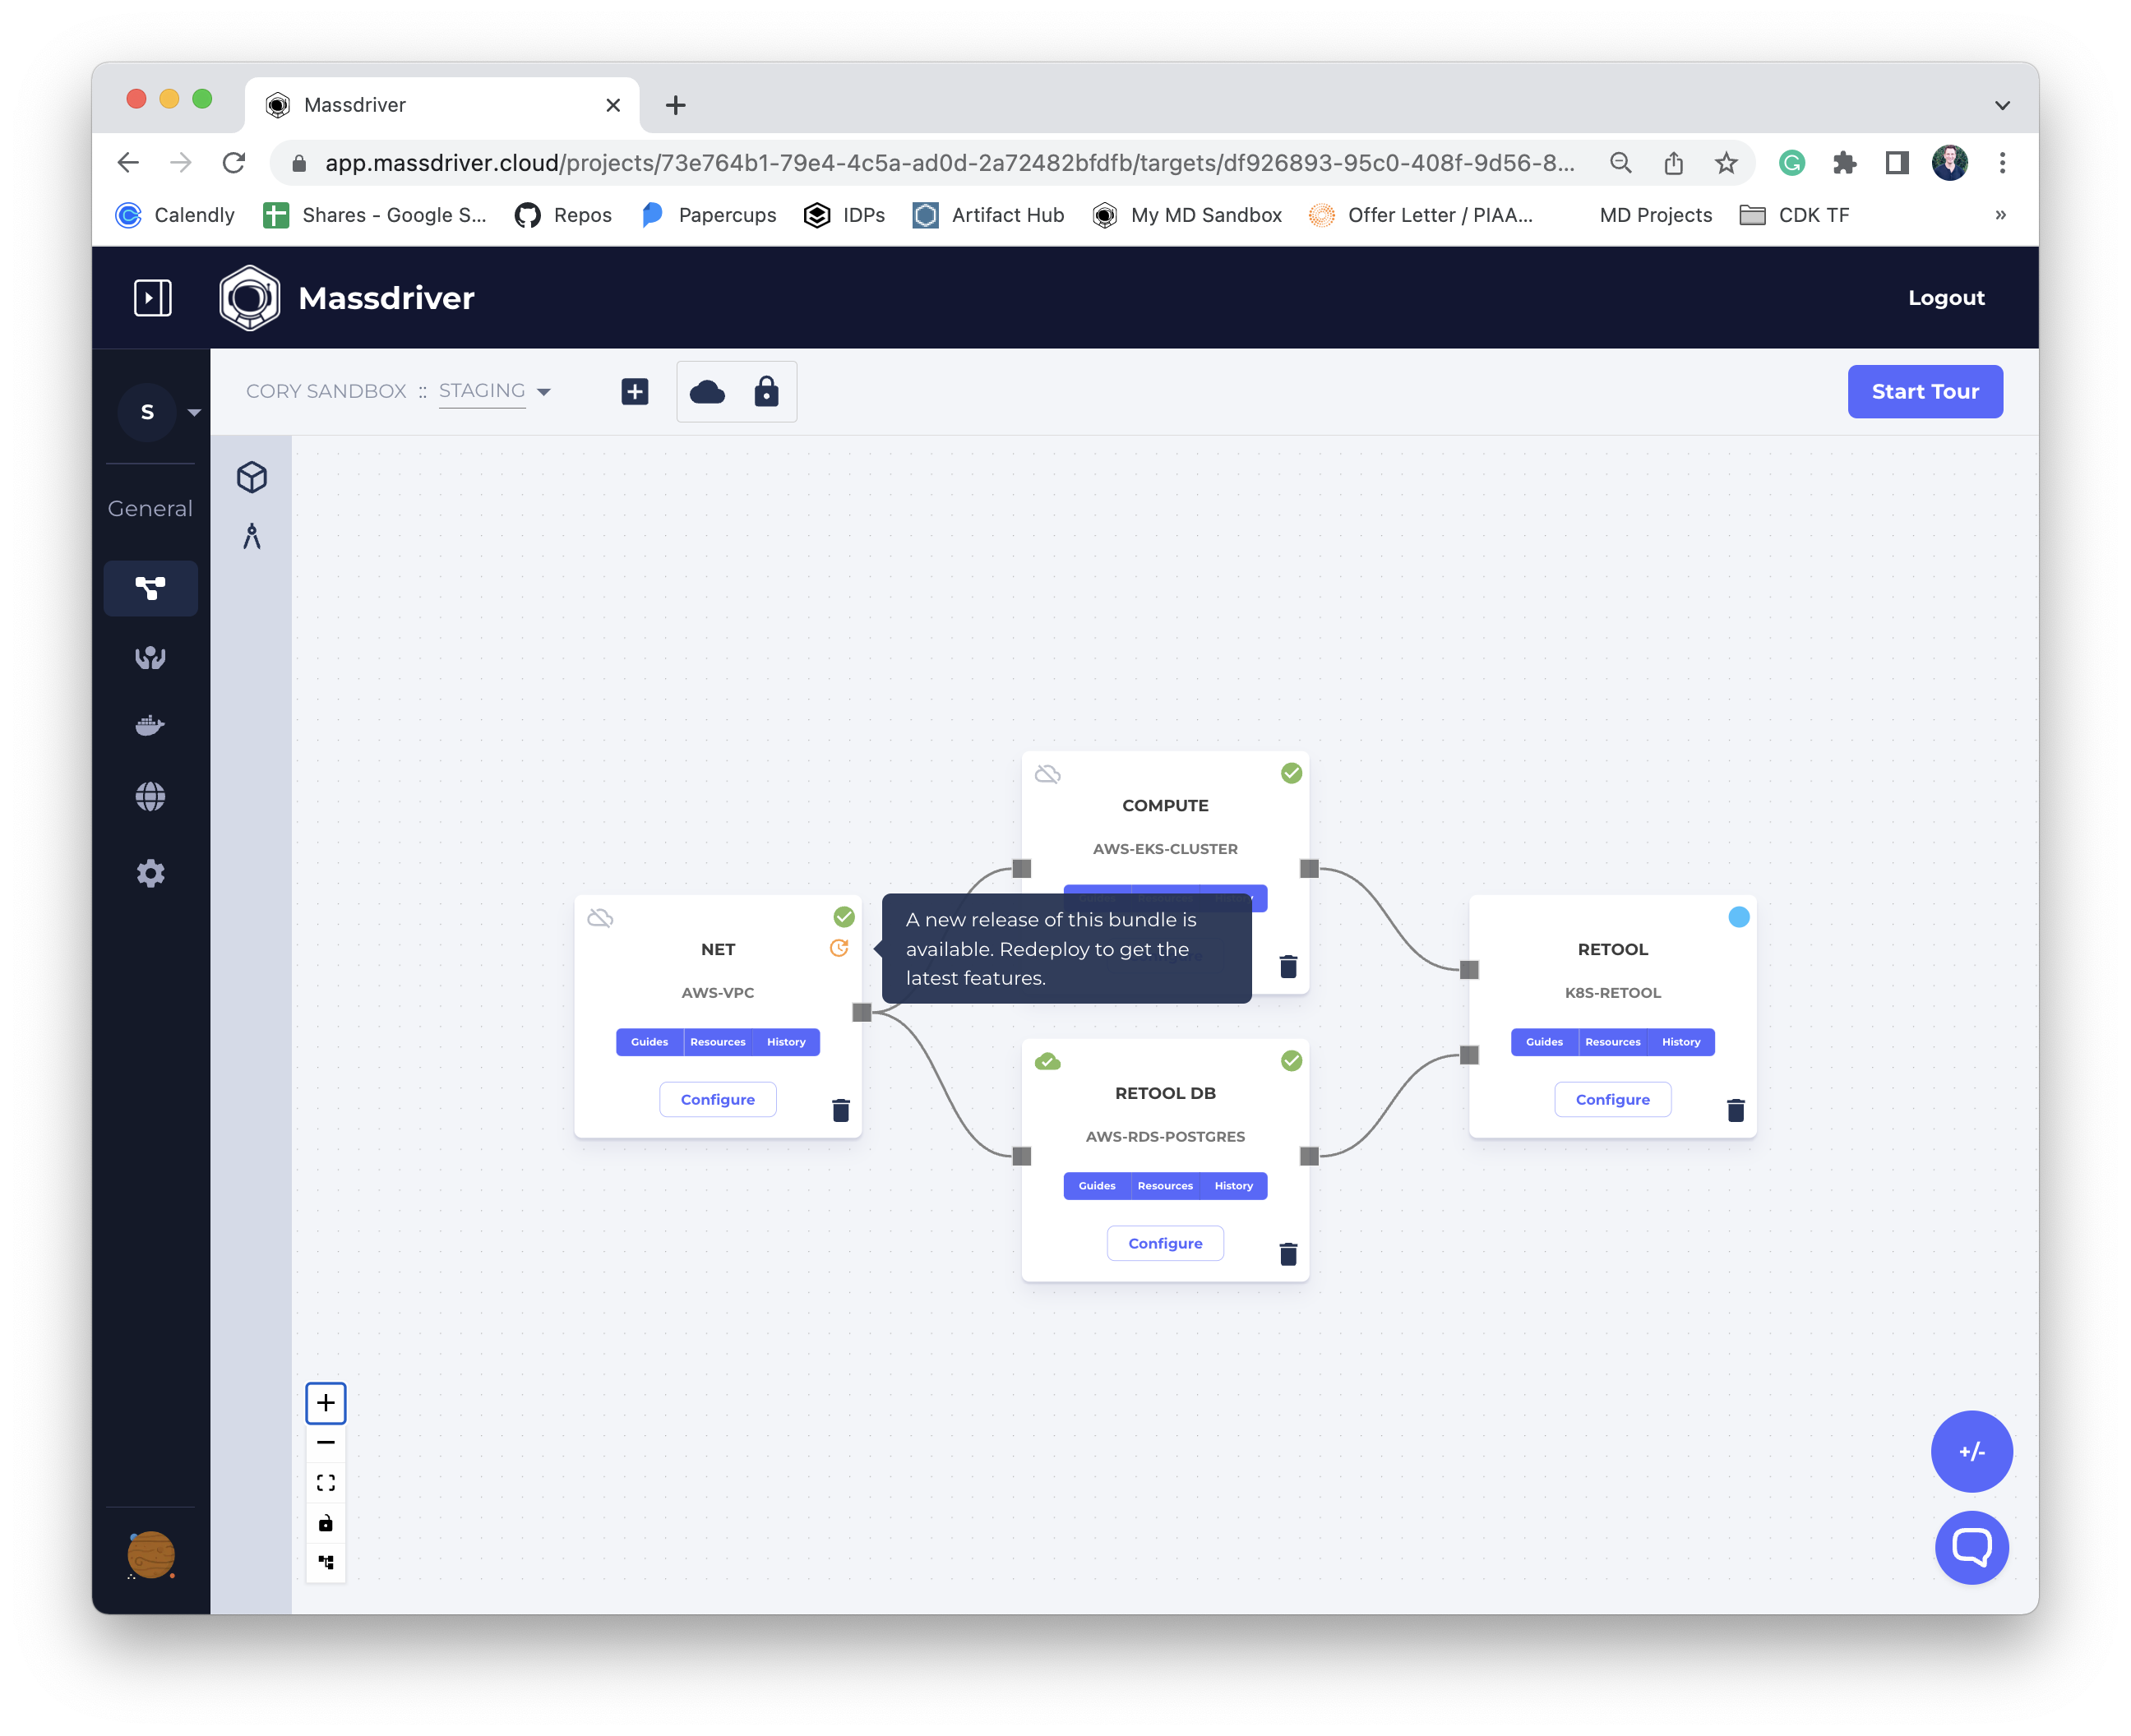 Massdriver
app.massdriver.cloud/projects/73e764b1-79e4-4c5a-ad0d-2a72482bfdfb/targets/df926893-95c0-408f-9d56-8...
Calendly
Shares - Google S...
Repos
Papercups
IDPs
Artifact Hub
My MD Sandbox
Offer Letter / PIAA...
MD Projects
CDK TF
»
Massdriver
Logout
S
CORY SANDBOX :: STAGING
Start Tour
General
COMPUTE
AWS-EKS-CLUSTER
Guides Resources History
NET
AWS-VPC
Guides Resources History
Configure
A new release of this bundle is
available. Redeploy to get the
latest features.
RETOOL DB
AWS-RDS-POSTGRES
Guides Resources History
Configure
RETOOL
K8S-RETOOL
Guides Resources History
Configure
+/-